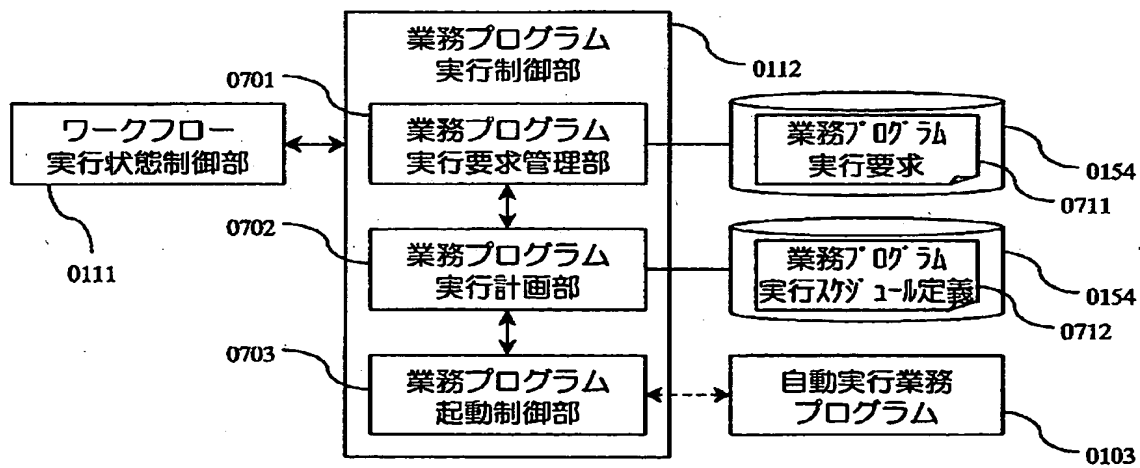 業務プログラム
実行制御部
0112
0701
ワークフロー
実行状態制御部
0111
業務プログラム
実行要求管理部
業務プログラム
実行要求
0154
0711
0702
業務プログラム
実行計画部
業務プログラム
実行スケジュール定義
0154
0712
0703
業務プログラム
起動制御部
自動実行業務
プログラム
0103